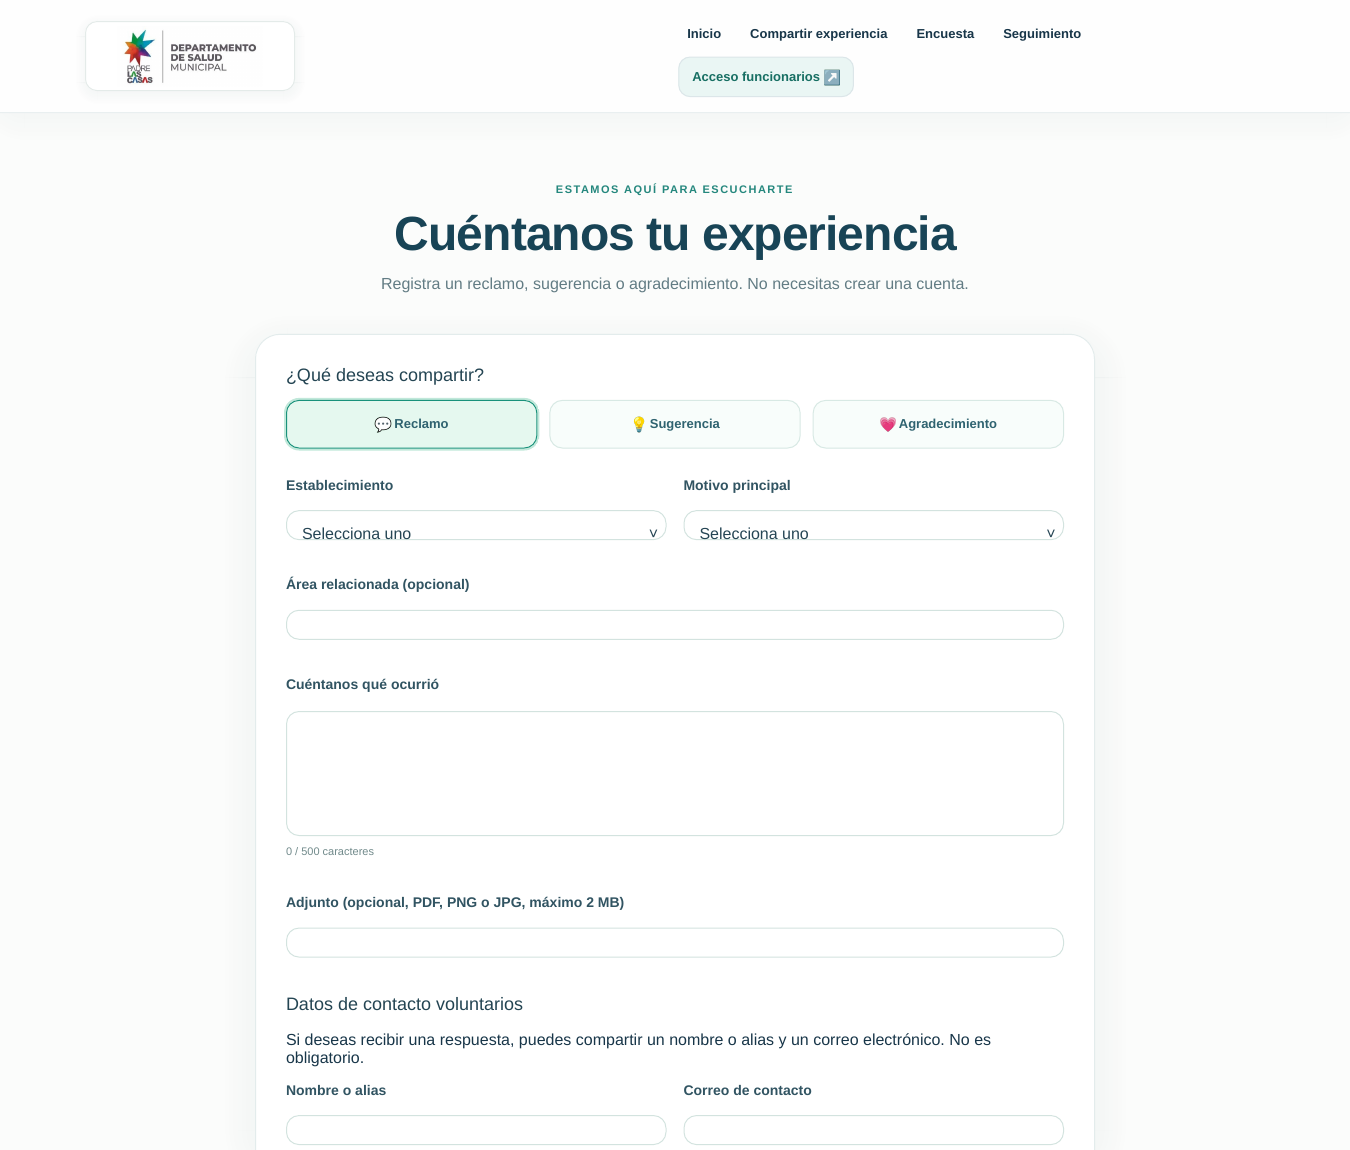 PADRE
LAS
CASAS
DEPARTAMENTO
DE SALUD
MUNICIPAL
Inicio Compartir experiencia Encuesta Seguimiento
Acceso funcionarios ↗
ESTAMOS AQUÍ PARA ESCUCHARTE
Cuéntanos tu experiencia
Registra un reclamo, sugerencia o agradecimiento. No necesitas crear una cuenta.
¿Qué deseas compartir?
💬 Reclamo 💡 Sugerencia 💗 Agradecimiento
Establecimiento Motivo principal
Selecciona uno Selecciona uno
Área relacionada (opcional)
Cuéntanos qué ocurrió
0 / 500 caracteres
Adjunto (opcional, PDF, PNG o JPG, máximo 2 MB)
Datos de contacto voluntarios
Si deseas recibir una respuesta, puedes compartir un nombre o alias y un correo electrónico. No es
obligatorio.
Nombre o alias Correo de contacto